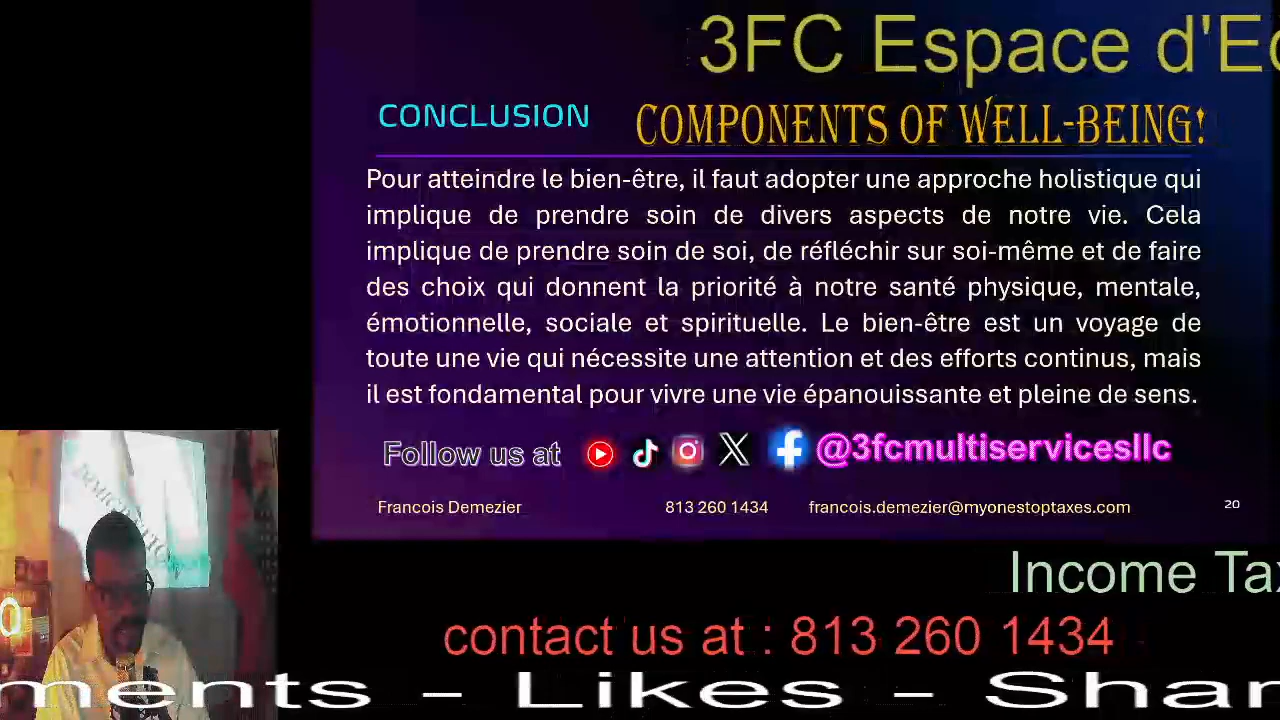 3FC Espace d'Ec
CONCLUSION
COMPONENTS OF WELL-BEING!
Pour atteindre le bien-être, il faut adopter une approche holistique qui
implique de prendre soin de divers aspects de notre vie. Cela
implique de prendre soin de soi, de réfléchir sur soi-même et de faire
des choix qui donnent la priorité à notre santé physique, mentale,
émotionnelle, sociale et spirituelle. Le bien-être est un voyage de
toute une vie qui nécessite une attention et des efforts continus, mais
il est fondamental pour vivre une vie épanouissante et pleine de sens.
Follow us at @3fcmultiservicesllc
Francois Demezier 813 260 1434 francois.demezier@myonestoptaxes.com 20
Income Tax
contact us at : 813 260 1434
ments - Likes - Shar